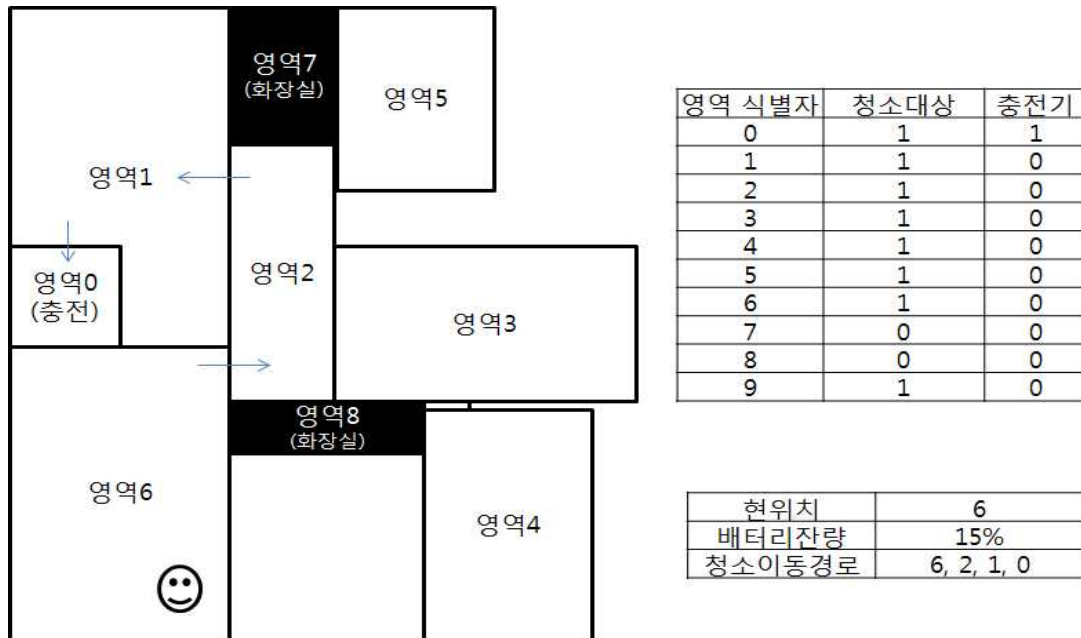 영역7
(화장실)
영역5
영역1
영역2
영역0
(충전)
영역3
영역8
(화장실)
영역6
영역4
영역 식별자 청소대상 충전기
0 1 1
1 1 0
2 1 0
3 1 0
4 1 0
5 1 0
6 1 0
7 0 0
8 0 0
9 1 0
현위치 6
배터리잔량 15%
청소이동경로 6, 2, 1, 0